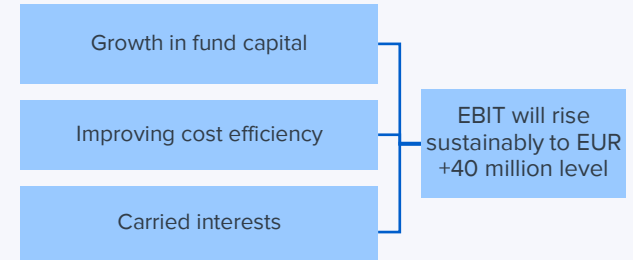 Growth in fund capital
Improving cost efficiency
Carried interests
EBIT will rise
sustainably to EUR
+40 million level